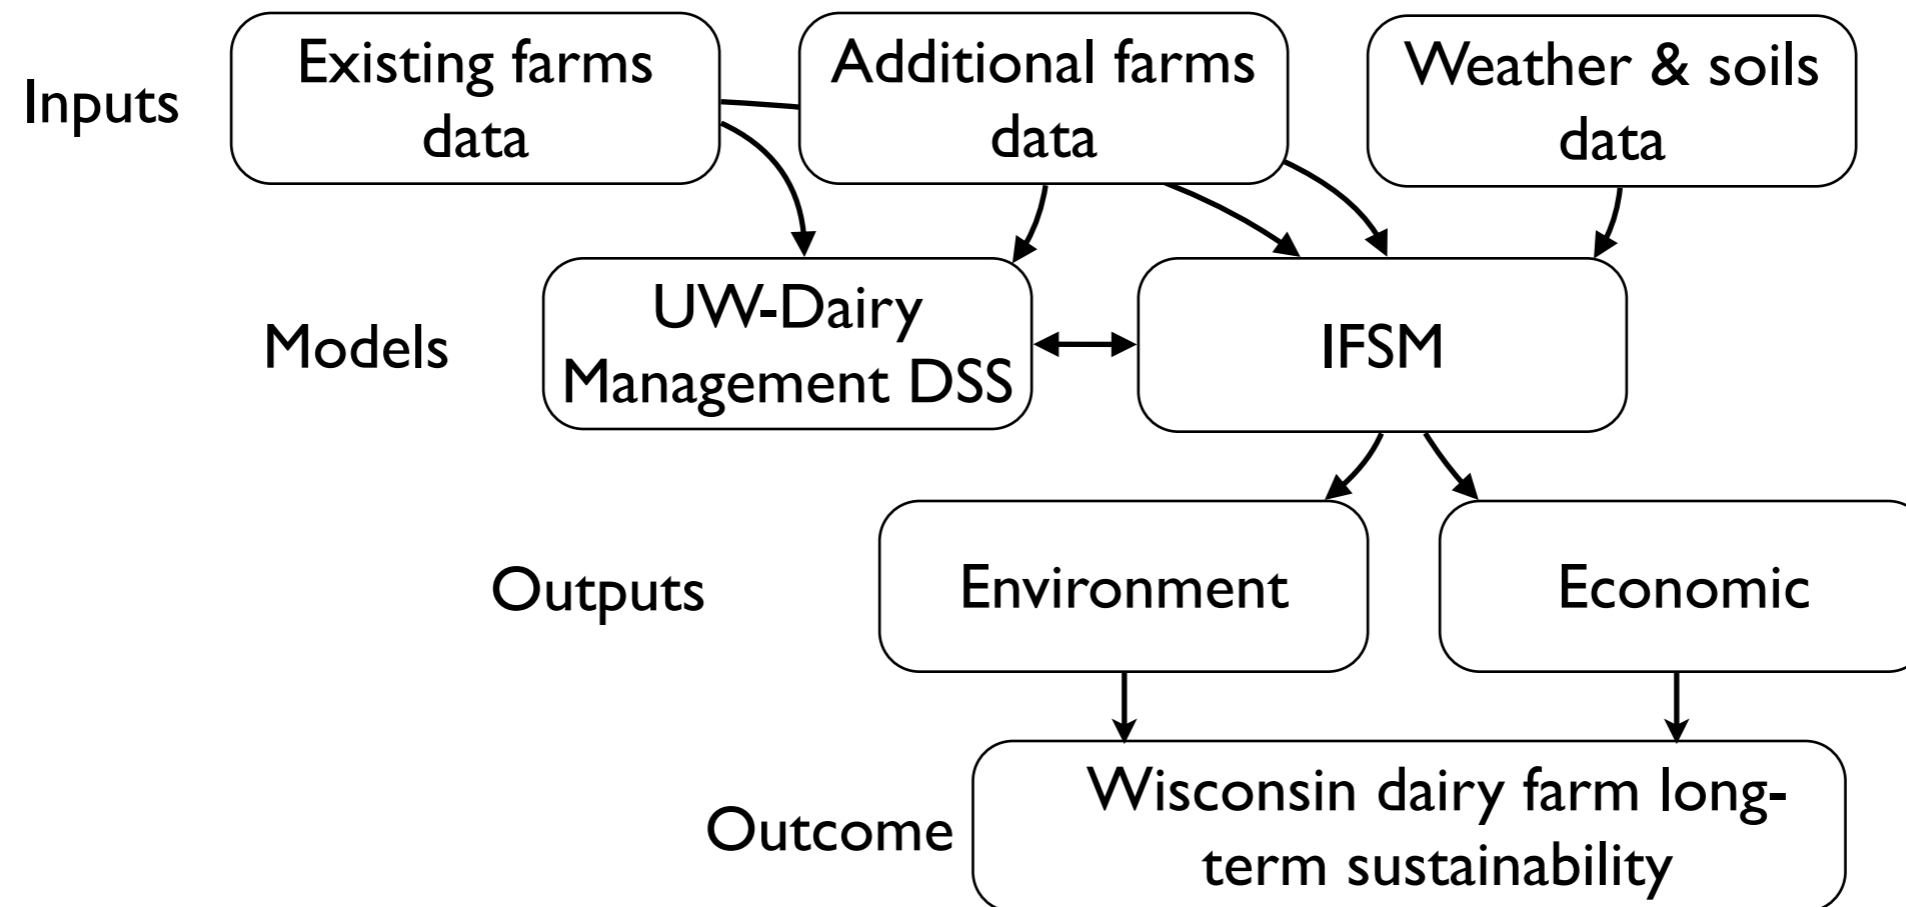 Inputs
Existing farms
data
Additional farms
data
Weather & soils
data
Models
UW-Dairy
Management DSS
IFSM
Outputs
Environment
Economic
Outcome
Wisconsin dairy farm long-
term sustainability